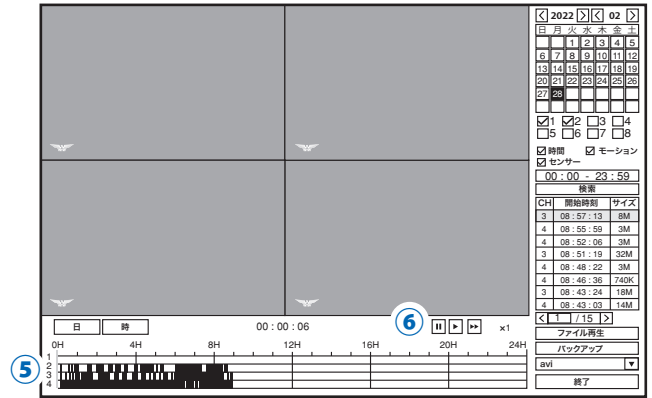 < 2022 > < 02 >
日 月 火 水 木 金 土
1 2 3 4 5
6 7 8 9 10 11 12
13 14 15 16 17 18 19
20 21 22 23 24 25 26
27 28
1 2 3 4
5 6 7 8
時間 モーション
センサー
00 : 00 - 23 : 59
検索
CH 開始時刻 サイズ
3 08 : 57 : 13 8M
4 08 : 55 : 59 3M
4 08 : 52 : 06 3M
3 08 : 51 : 19 32M
4 08 : 48 : 22 3M
4 08 : 46 : 36 740K
3 08 : 43 : 24 18M
4 08 : 43 : 03 14M
< 1 / 15 >
ファイル再生
バックアップ
avi
終了
日 時 00 : 00 : 06 ⑥ ×1
0H 4H 8H 12H 16H 20H 24H
⑤
1
2
3
4